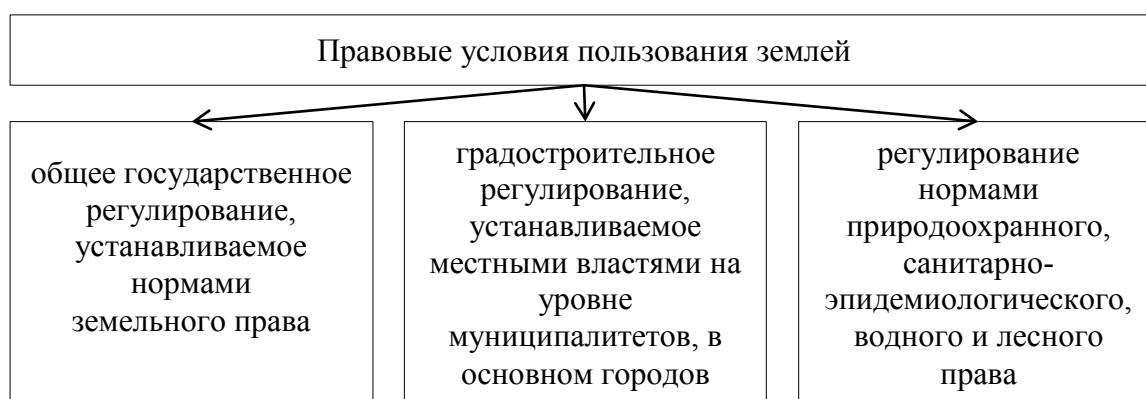 Правовые условия пользования землей
общее государственное
регулирование,
устанавливаемое
нормами
земельного права
градостроительное
регулирование,
устанавливаемое
местными властями на
уровне
муниципалитетов, в
основном городов
регулирование
нормами
природоохранного,
санитарно-
эпидемиологического,
водного и лесного
права